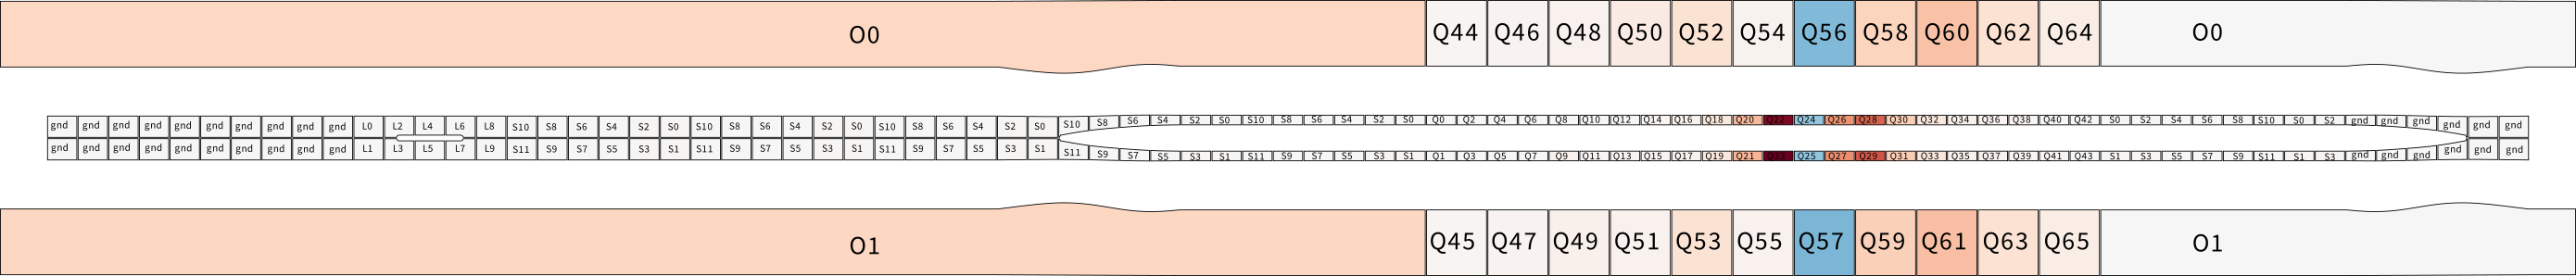 O0 Q44 Q46 Q48 Q50 Q52 Q54 Q56 Q58 Q60 Q62 Q64 O0
gnd gnd gnd gnd gnd gnd gnd gnd gnd gnd L0 L2 L4 L6 L8 S10 S8 S6 S4 S2 S0 S10 S8 S6 S4 S2 S0 S10 S8 S6 S4 S2 S0 S10 S8 S6 S4 S2 S0 S10 S8 S6 S4 S2 S0 Q0 Q2 Q4 Q6 Q8 Q10 Q12 Q14 Q16 Q18 Q20 Q22 Q24 Q26 Q28 Q30 Q32 Q34 Q36 Q38 Q40 Q42 S0 S2 S4 S6 S8 S10 S0 S2 gnd gnd gnd gnd gnd gnd
gnd gnd gnd gnd gnd gnd gnd gnd gnd gnd L1 L3 L5 L7 L9 S11 S9 S7 S5 S3 S1 S11 S9 S7 S5 S3 S1 S11 S9 S7 S5 S3 S1 S11 S9 S7 S5 S3 S1 S11 S9 S7 S5 S3 S1 Q1 Q3 Q5 Q7 Q9 Q11 Q13 Q15 Q17 Q19 Q21 Q23 Q25 Q27 Q29 Q31 Q33 Q35 Q37 Q39 Q41 Q43 S1 S3 S5 S7 S9 S11 S1 S3 gnd gnd gnd gnd gnd gnd
O1 Q45 Q47 Q49 Q51 Q53 Q55 Q57 Q59 Q61 Q63 Q65 O1